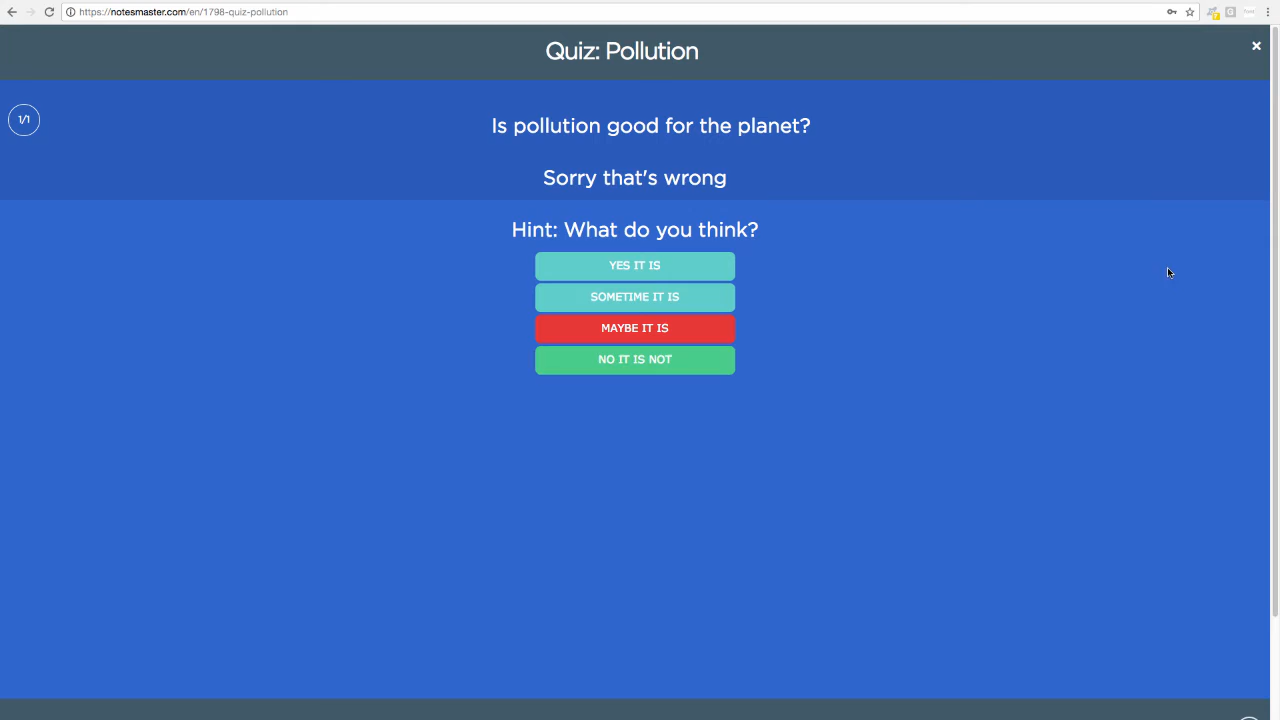 https://notesmaster.com/en/1798-quiz-pollution
Quiz: Pollution
1/1
Is pollution good for the planet?
Sorry that's wrong
Hint: What do you think?
YES IT IS
SOMETIME IT IS
MAYBE IT IS
NO IT IS NOT